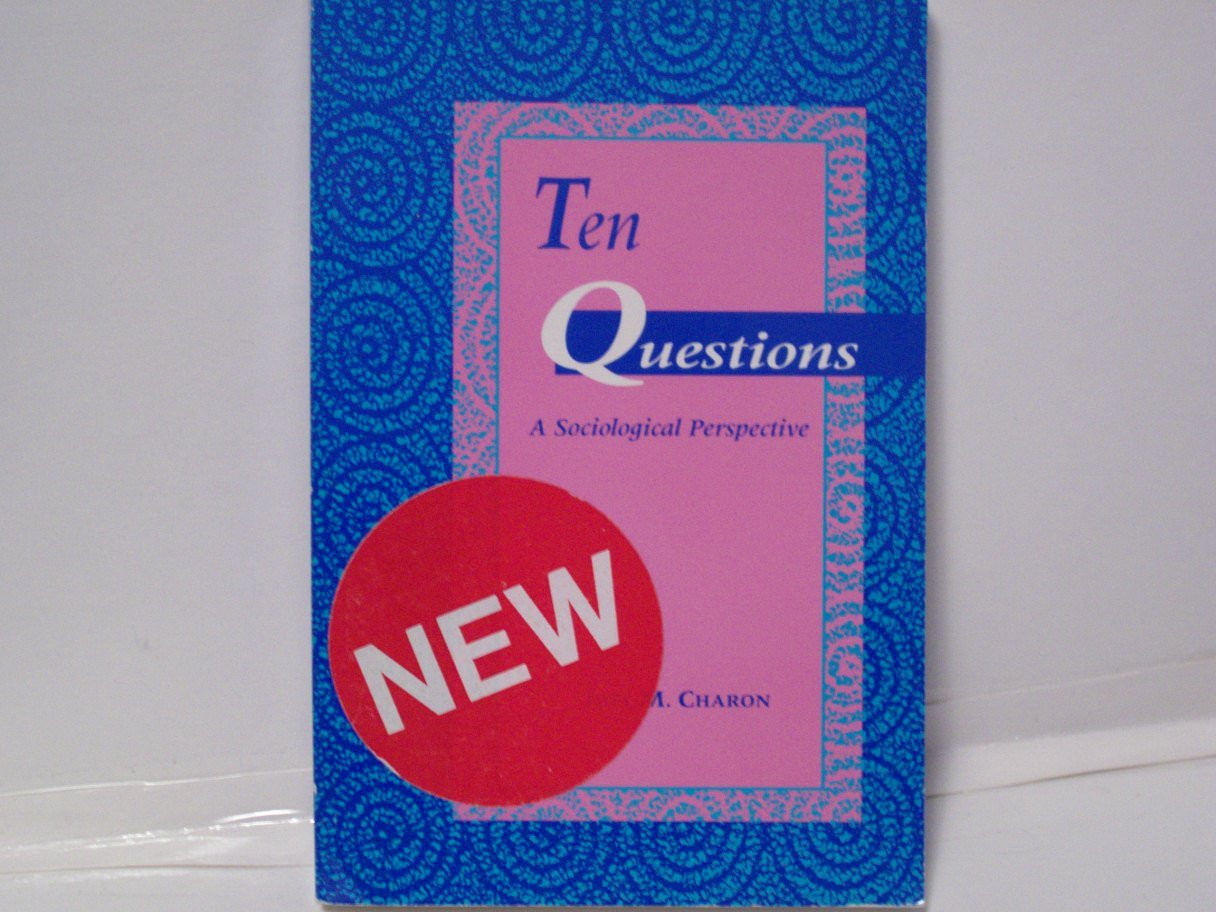 Ten
Questions
A Sociological Perspective
NEW
M. CHARON